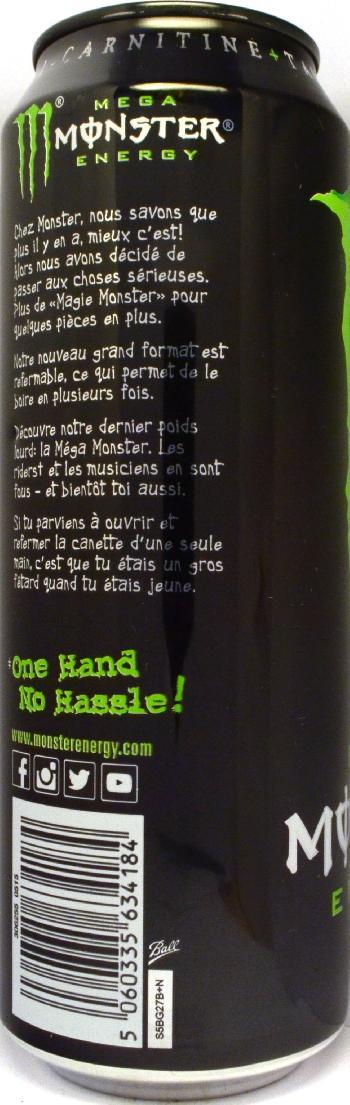 L-CARNITINE+TA
MEGA
MONSTER®
ENERGY
Chez Monster, nous savons que
plus il y en a, mieux c'est!
Alors nous avons décidé de
passer aux choses sérieuses.
Plus de «Magie Monster» pour
quelques pièces en plus.
Notre nouveau grand format est
refermable, ce qui permet de le
boire en plusieurs fois.
Découvre notre dernier poids
lourd: la Méga Monster. Les
riderst et les musiciens en sont
fous - et bientôt toi aussi.
Si tu parviens à ouvrir et
refermer la canette d'une seule
main, c'est que tu étais un gros
fêtard quand tu étais jeune.
*One Hand
No Hassle!
www.monsterenergy.com
5 060335 634184
Ball
S5BG27B+N
MO
E